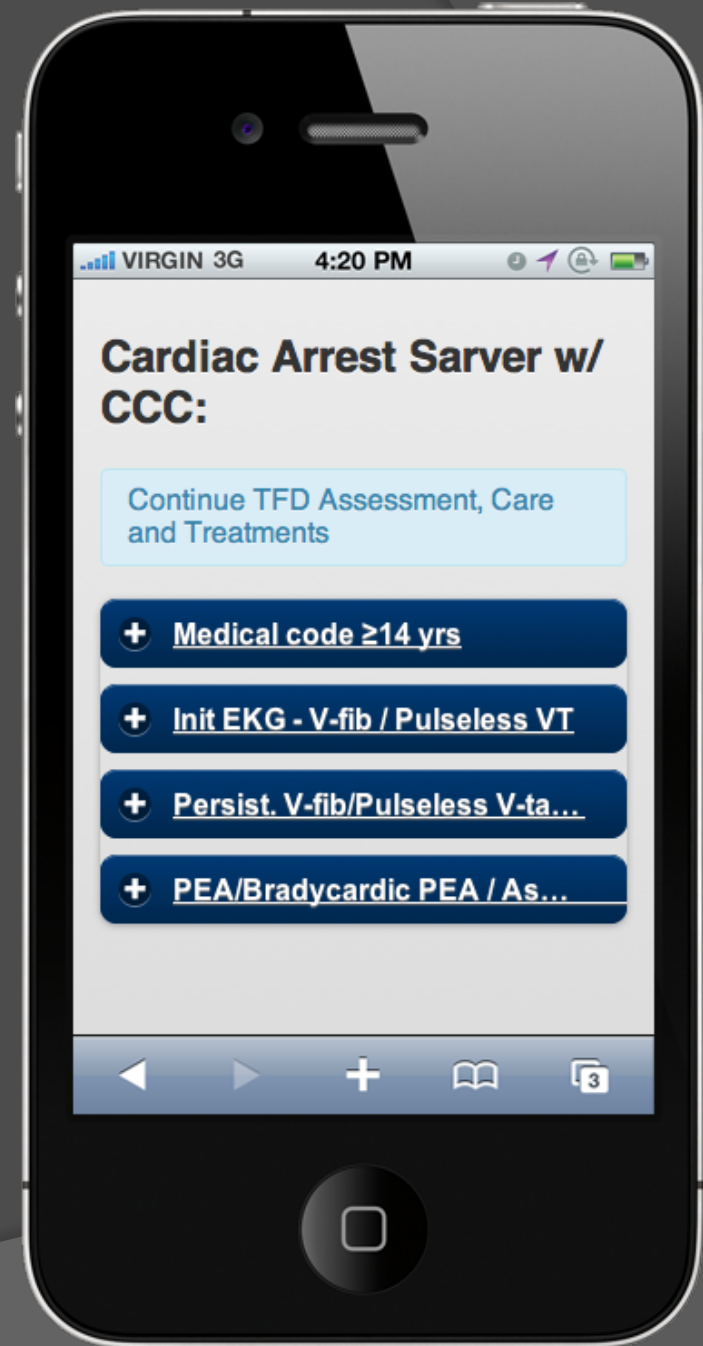 VIRGIN 3G 4:20 PM
Cardiac Arrest Sarver w/
CCC:
Continue TFD Assessment, Care
and Treatments
Medical code ≥14 yrs
Init EKG - V-fib / Pulseless VT
Persist. V-fib/Pulseless V-ta...
PEA/Bradycardic PEA / As...
3